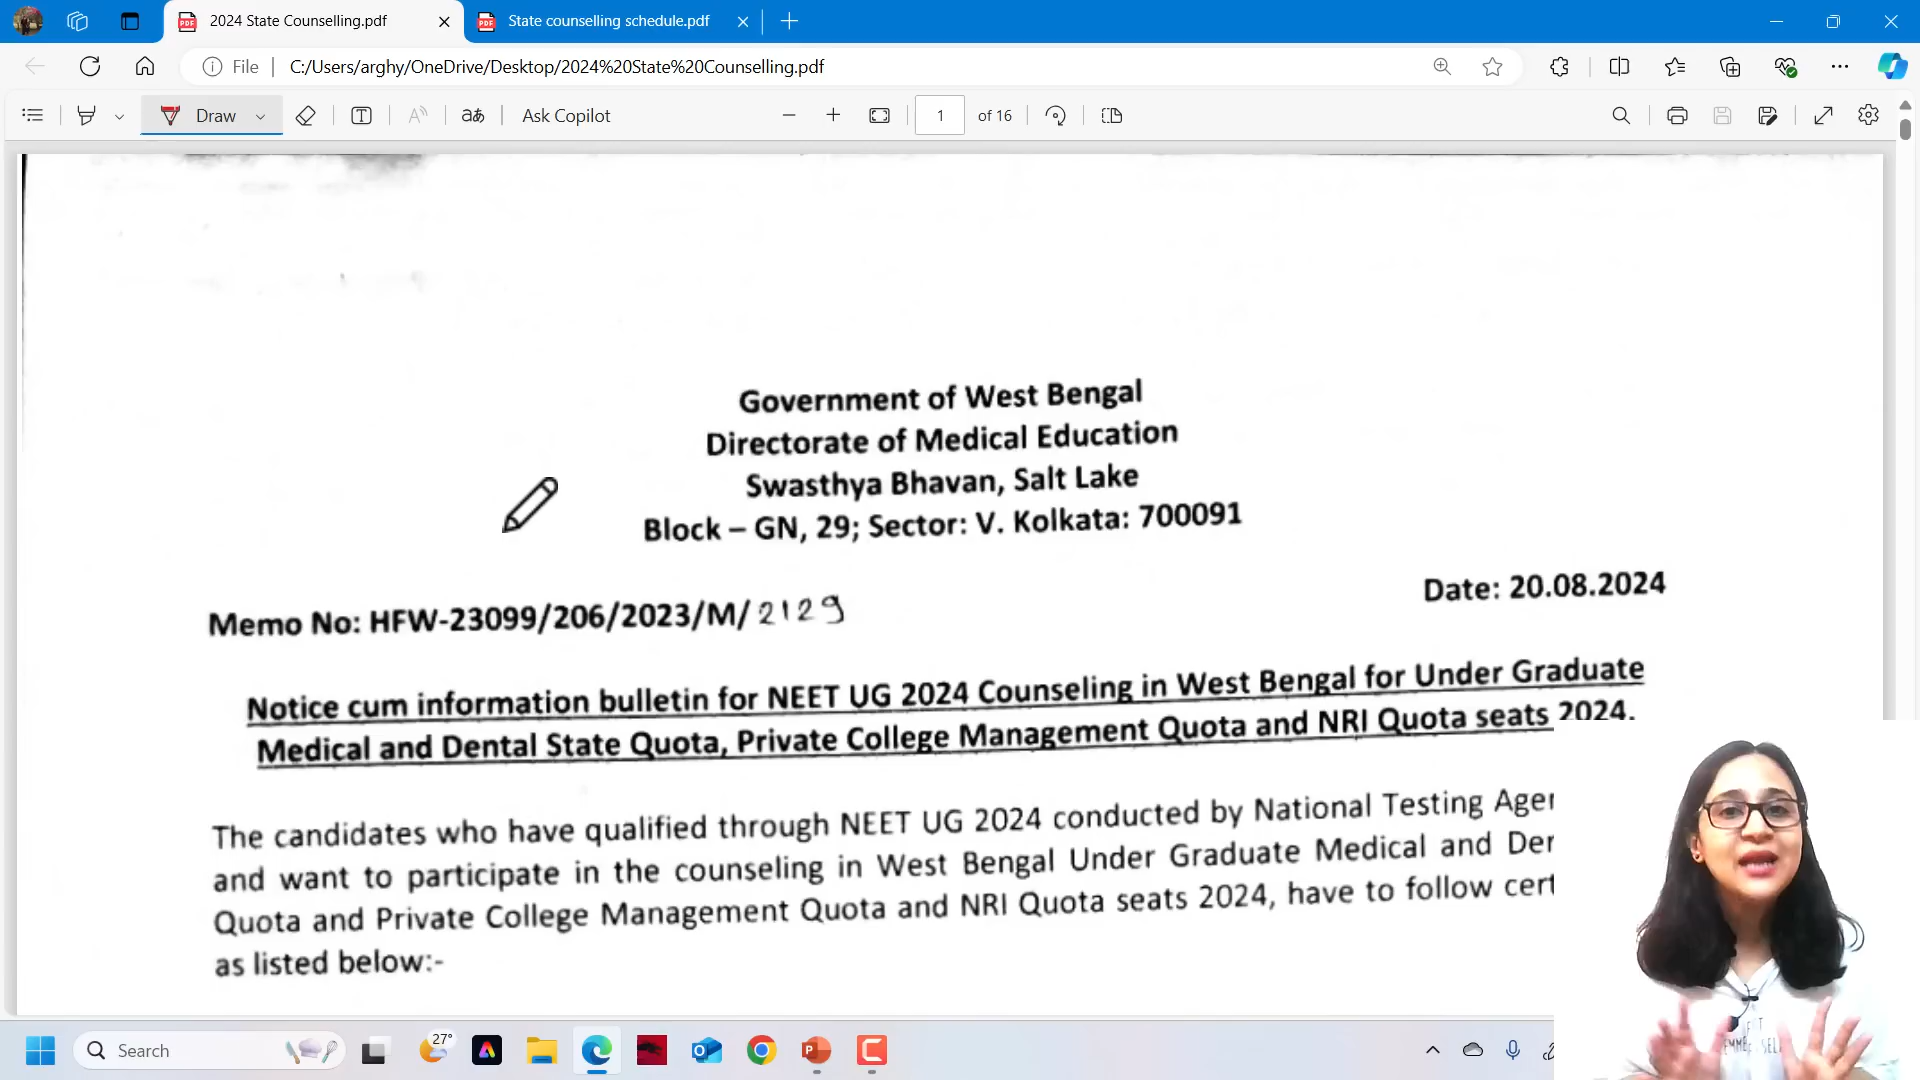 2024 State Counselling.pdf
State counselling schedule.pdf
File
C:/Users/arghy/OneDrive/Desktop/2024%20State%20Counselling.pdf
Draw
Ask Copilot
1 of 16
Government of West Bengal
Directorate of Medical Education
Swasthya Bhavan, Salt Lake
Block – GN, 29; Sector: V. Kolkata: 700091
Memo No: HFW-23099/206/2023/M/2129
Date: 20.08.2024
Notice cum information bulletin for NEET UG 2024 Counseling in West Bengal for Under Graduate
Medical and Dental State Quota, Private College Management Quota and NRI Quota seats 2024.
The candidates who have qualified through NEET UG 2024 conducted by National Testing Agen
and want to participate in the counseling in West Bengal Under Graduate Medical and Den
Quota and Private College Management Quota and NRI Quota seats 2024, have to follow cert
as listed below:-
Search
27°